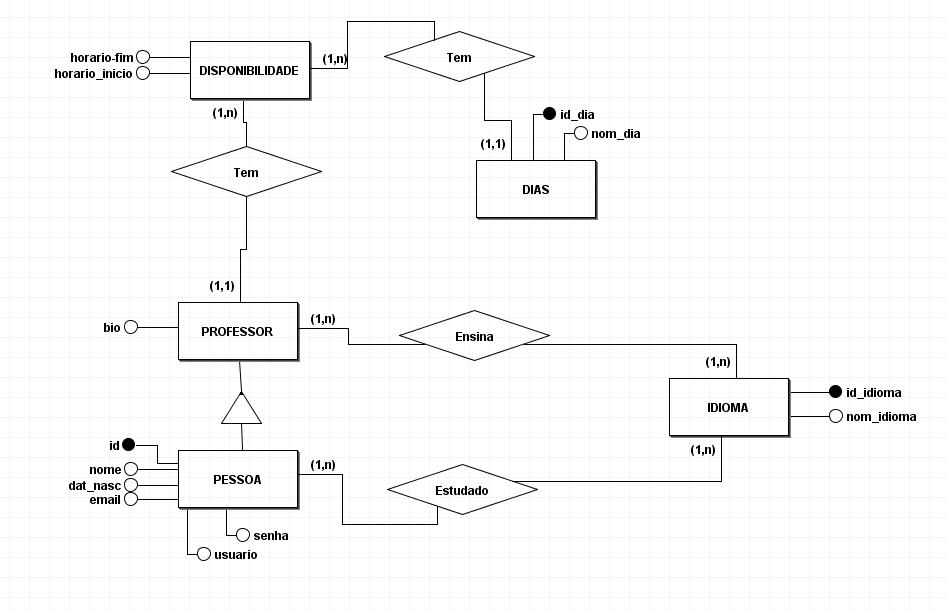 horario-fim
horario_inicio
DISPONIBILIDADE
(1,n)
Tem
(1,n)
id_dia
nom_dia
(1,1)
DIAS
Tem
(1,1)
bio
PROFESSOR
(1,n)
Ensina
(1,n)
IDIOMA
id_idioma
nom_idioma
(1,n)
id
nome
dat_nasc
email
PESSOA
(1,n)
Estudado
senha
usuario